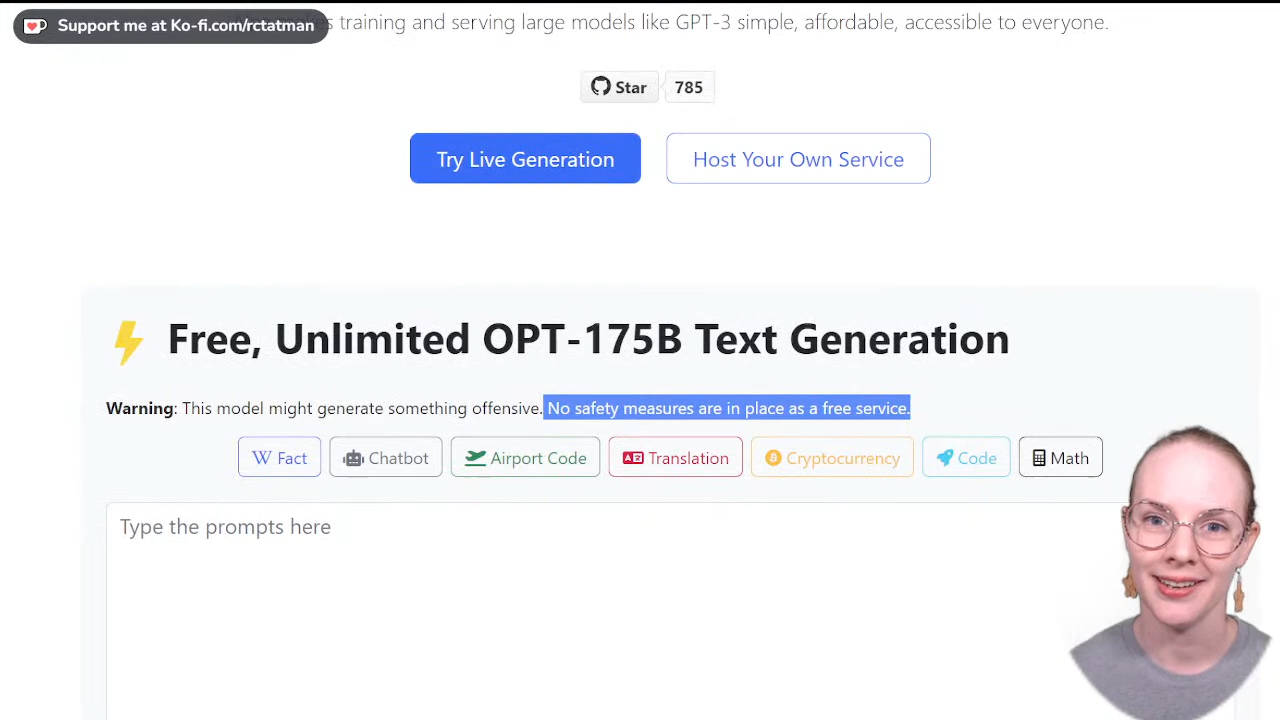 Support me at Ko-fi.com/rctatman
training and serving large models like GPT-3 simple, affordable, accessible to everyone.
Star 785
Try Live Generation Host Your Own Service
Free, Unlimited OPT-175B Text Generation
Warning: This model might generate something offensive. No safety measures are in place as a free service.
W Fact Chatbot Airport Code Translation Cryptocurrency Code Math
Type the prompts here